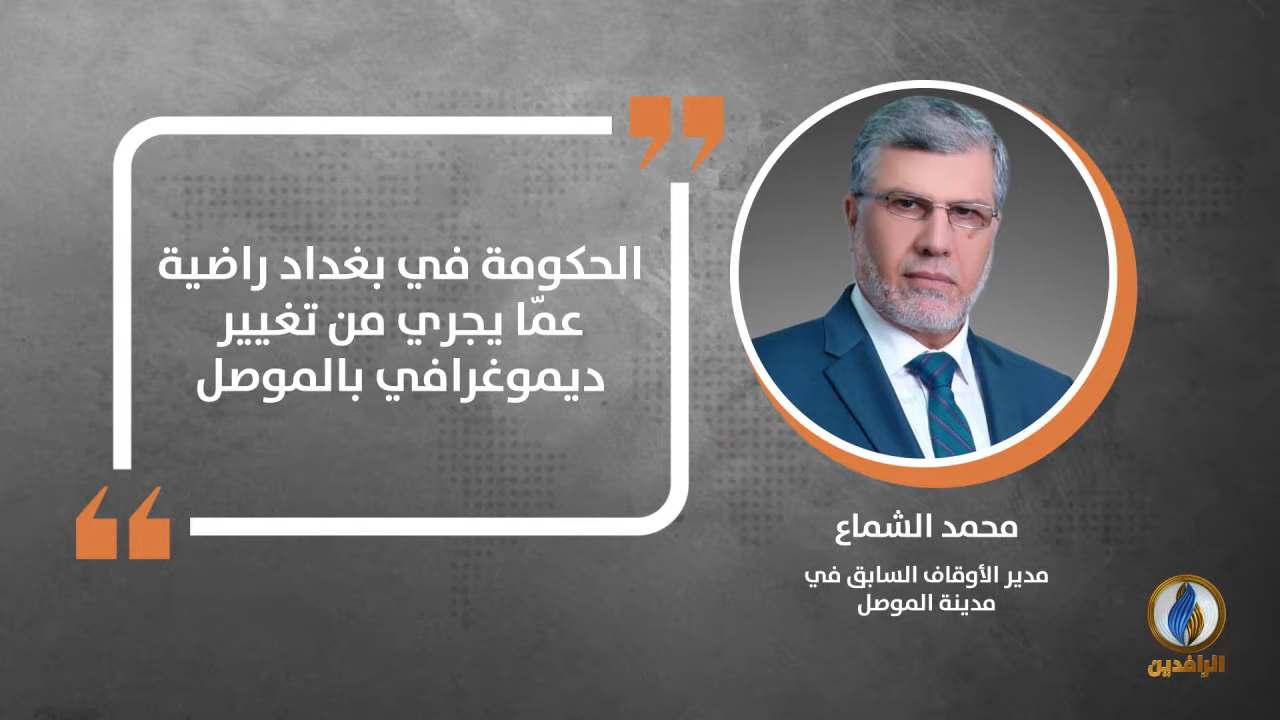 الحكومة في بغداد راضية
عمّا يجري من تغيير
ديموغرافي بالموصل
محمد الشماع
مدير الأوقاف السابق في
مدينة الموصل
الرافدين